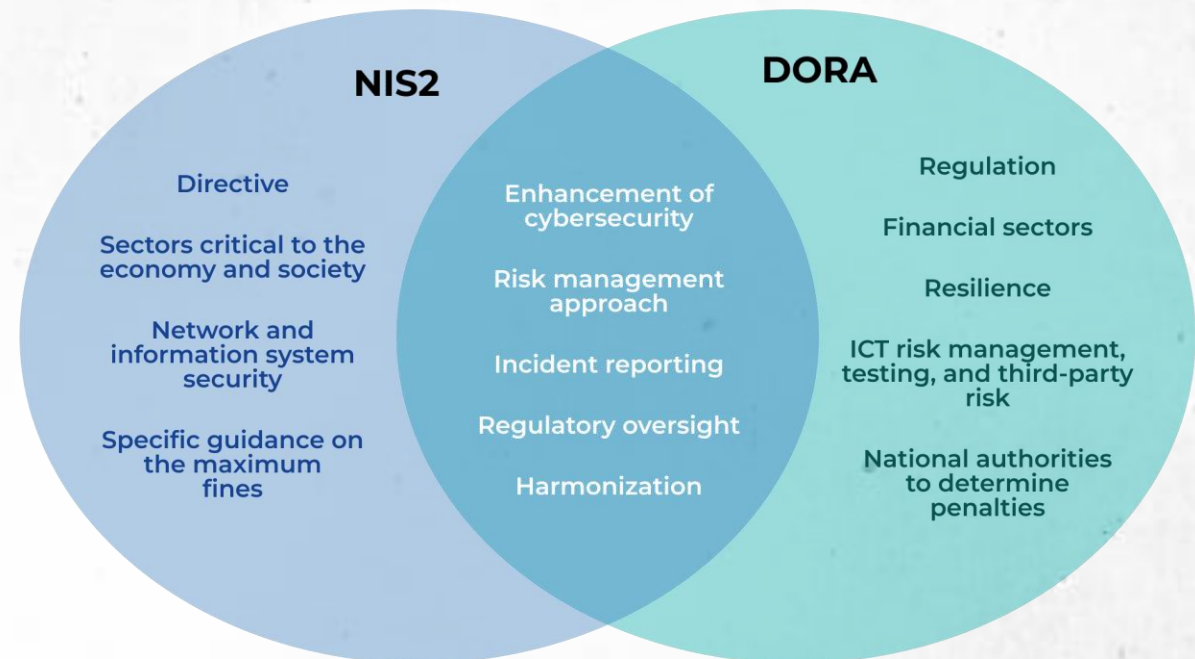 NIS2
Directive
Sectors critical to the
economy and society
Network and
information system
security
Specific guidance on
the maximum
fines
Enhancement of
cybersecurity
Risk management
approach
Incident reporting
Regulatory oversight
Harmonization
DORA
Regulation
Financial sectors
Resilience
ICT risk management,
testing, and third-party
risk
National authorities
to determine
penalties